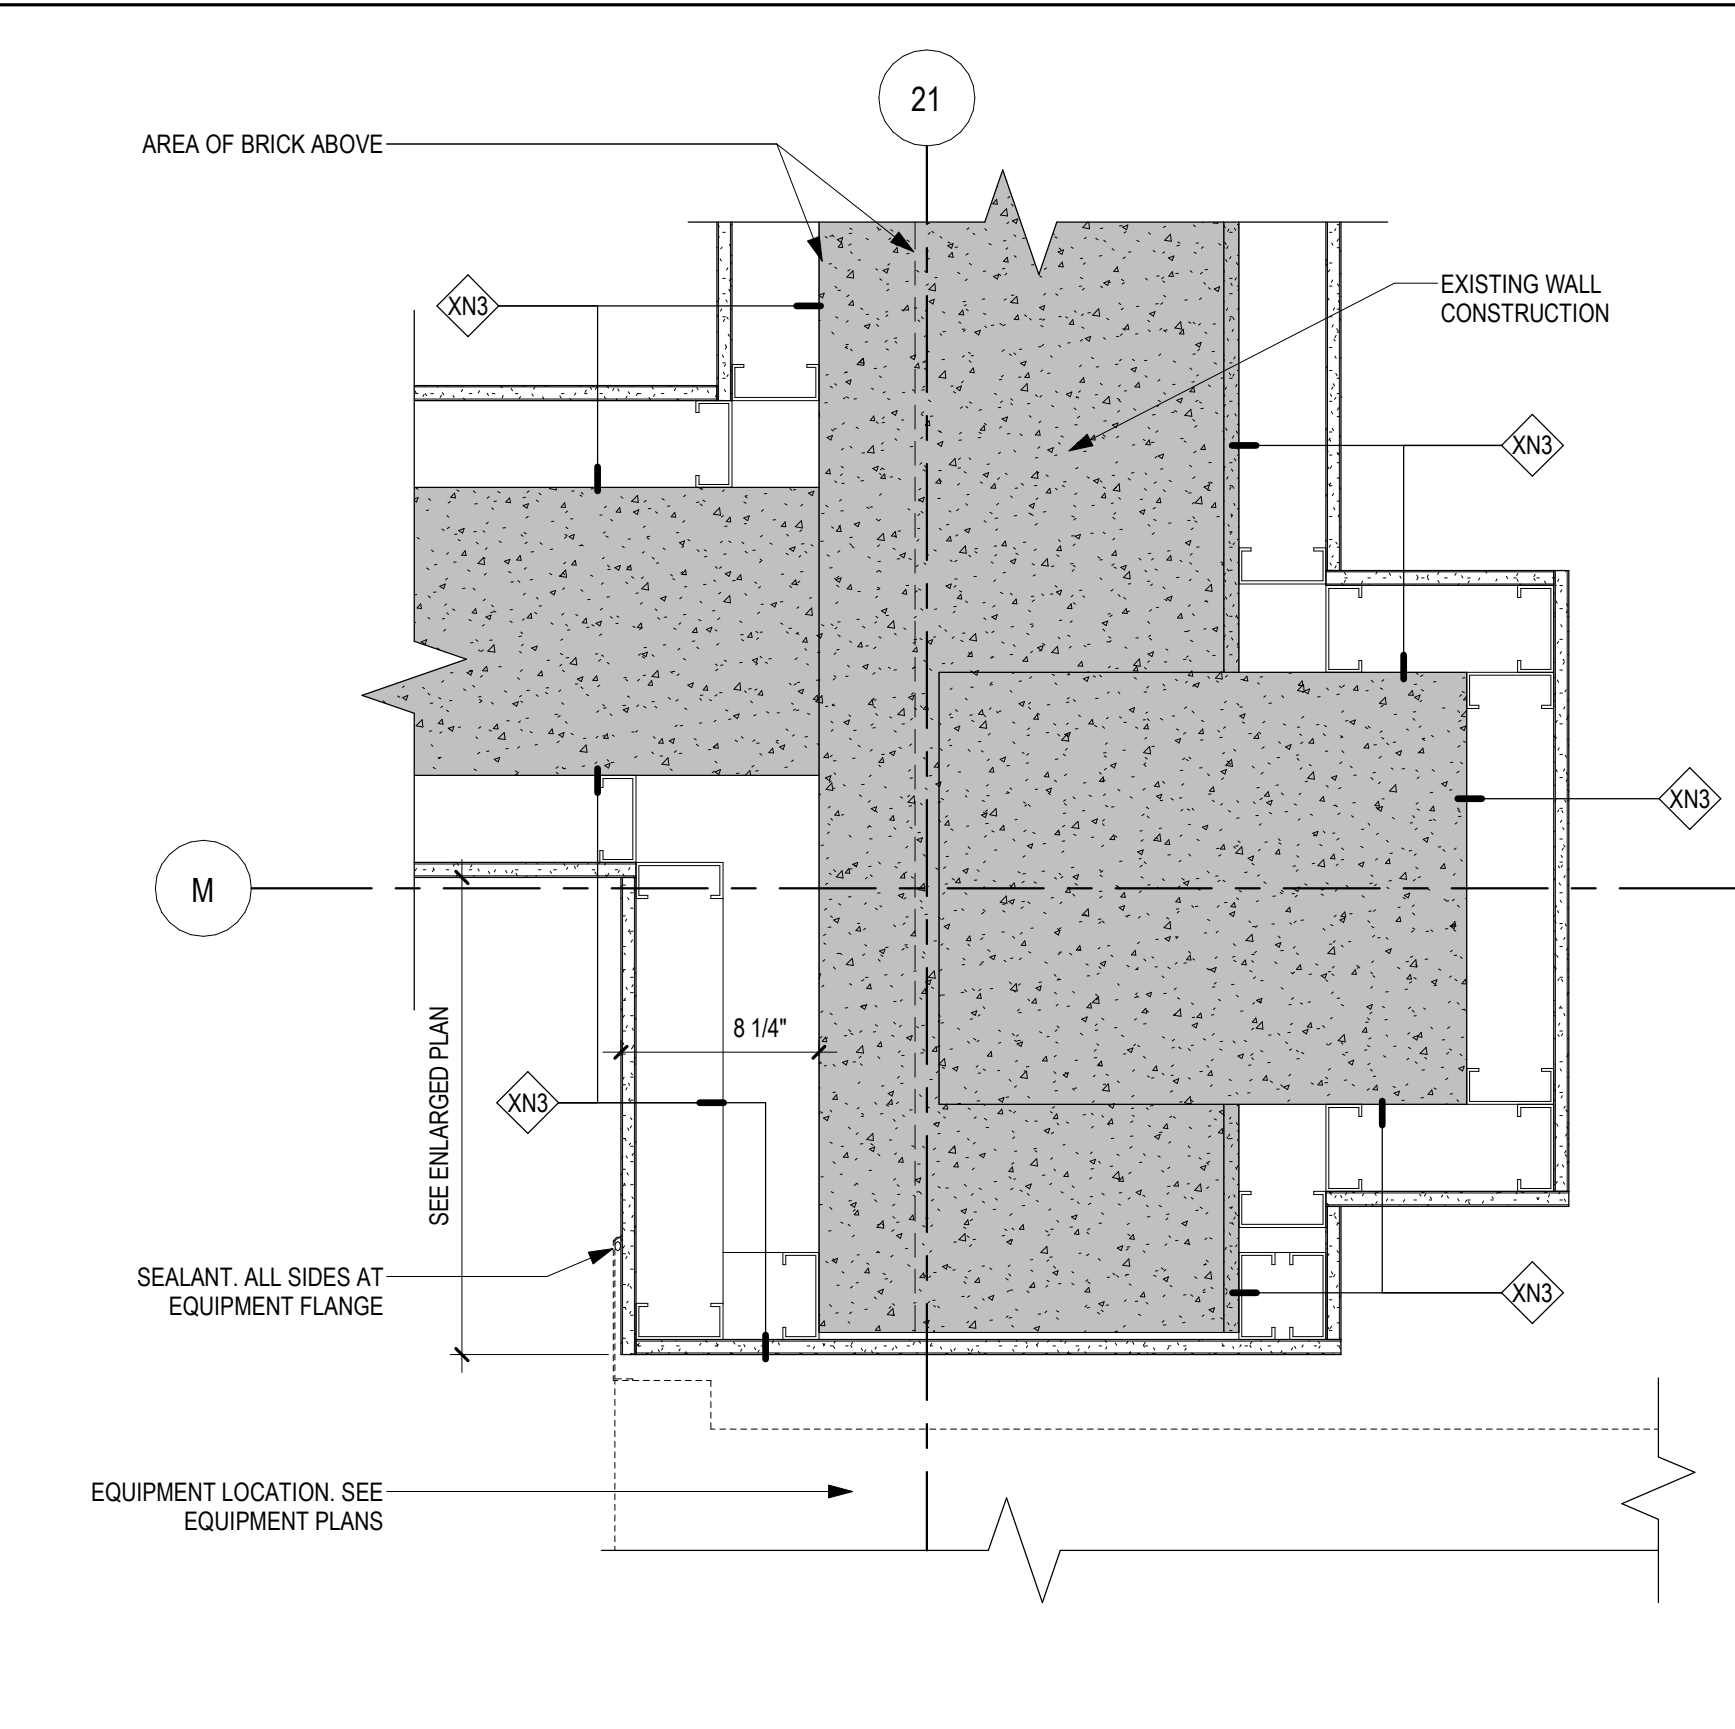 21
AREA OF BRICK ABOVE
XN3
EXISTING WALL
CONSTRUCTION
XN3
XN3
M
8 1/4"
SEE ENLARGED PLAN
XN3
SEALANT. ALL SIDES AT
EQUIPMENT FLANGE
XN3
EQUIPMENT LOCATION. SEE
EQUIPMENT PLANS